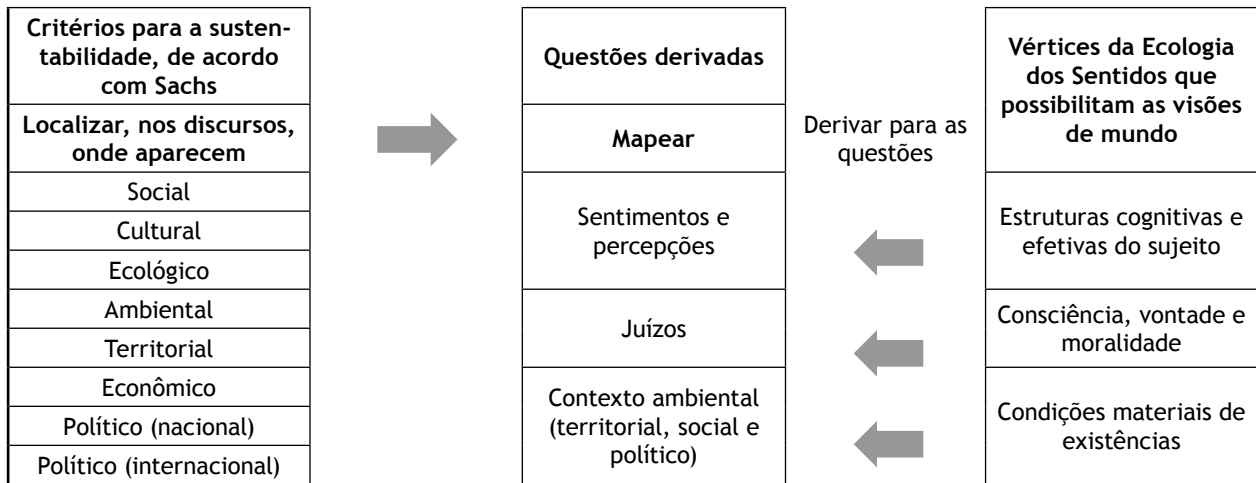 Critérios para a susten-
tabilidade, de acordo
com Sachs
Localizar, nos discursos,
onde aparecem
Social
Cultural
Ecológico
Ambiental
Territorial
Econômico
Político (nacional)
Político (internacional)
Questões derivadas
Mapear
Sentimentos e
percepções
Juízos
Contexto ambiental
(territorial, social e
político)
Derivar para as
questões
Vértices da Ecologia
dos Sentidos que
possibilitam as visões
de mundo
Estruturas cognitivas e
efetivas do sujeito
Consciência, vontade e
moralidade
Condições materiais de
existências